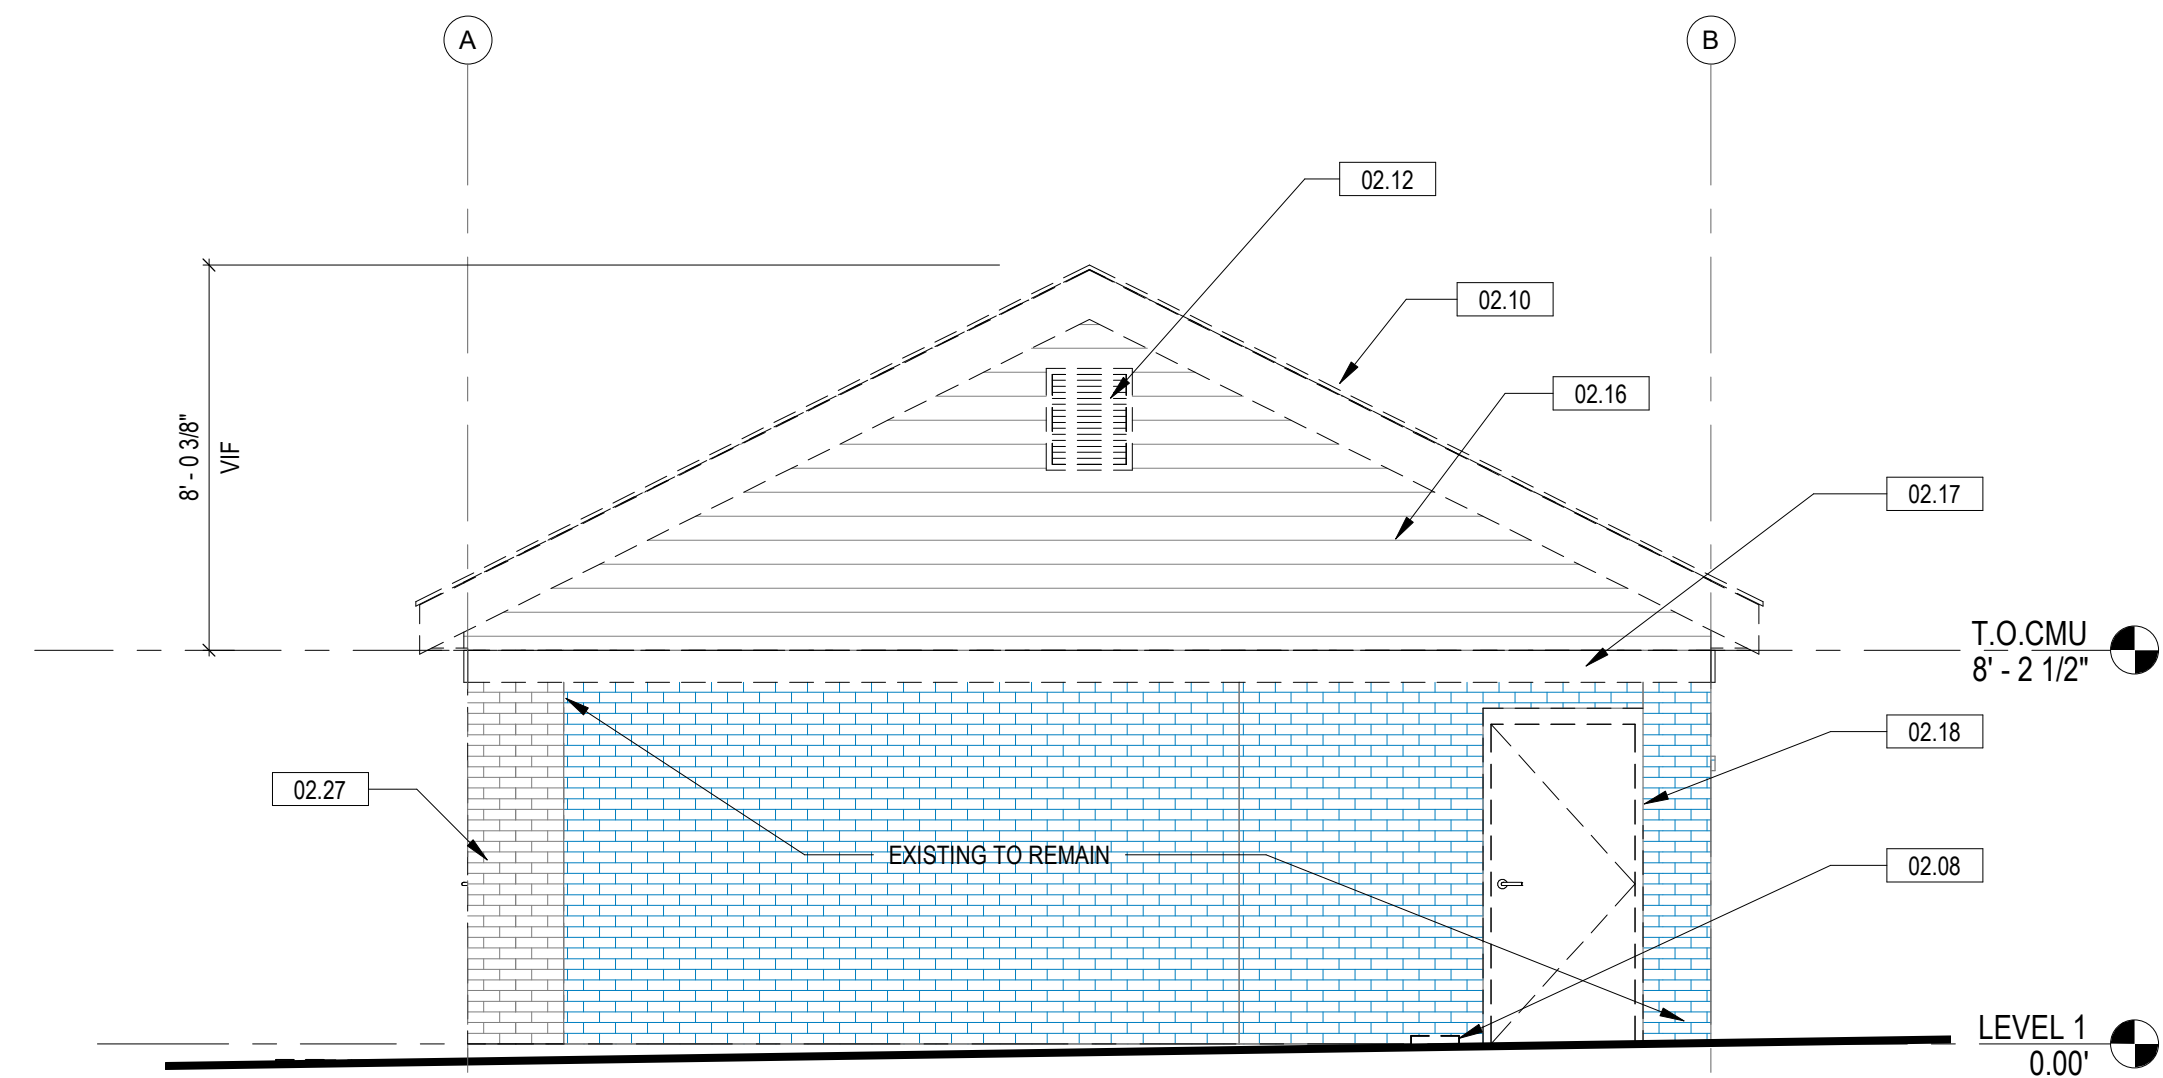 A
B
02.12
02.10
02.16
02.17
8' - 0 3/8"
VIF
T.O.CMU
8' - 2 1/2"
02.18
02.27
EXISTING TO REMAIN
02.08
LEVEL 1
0.00'